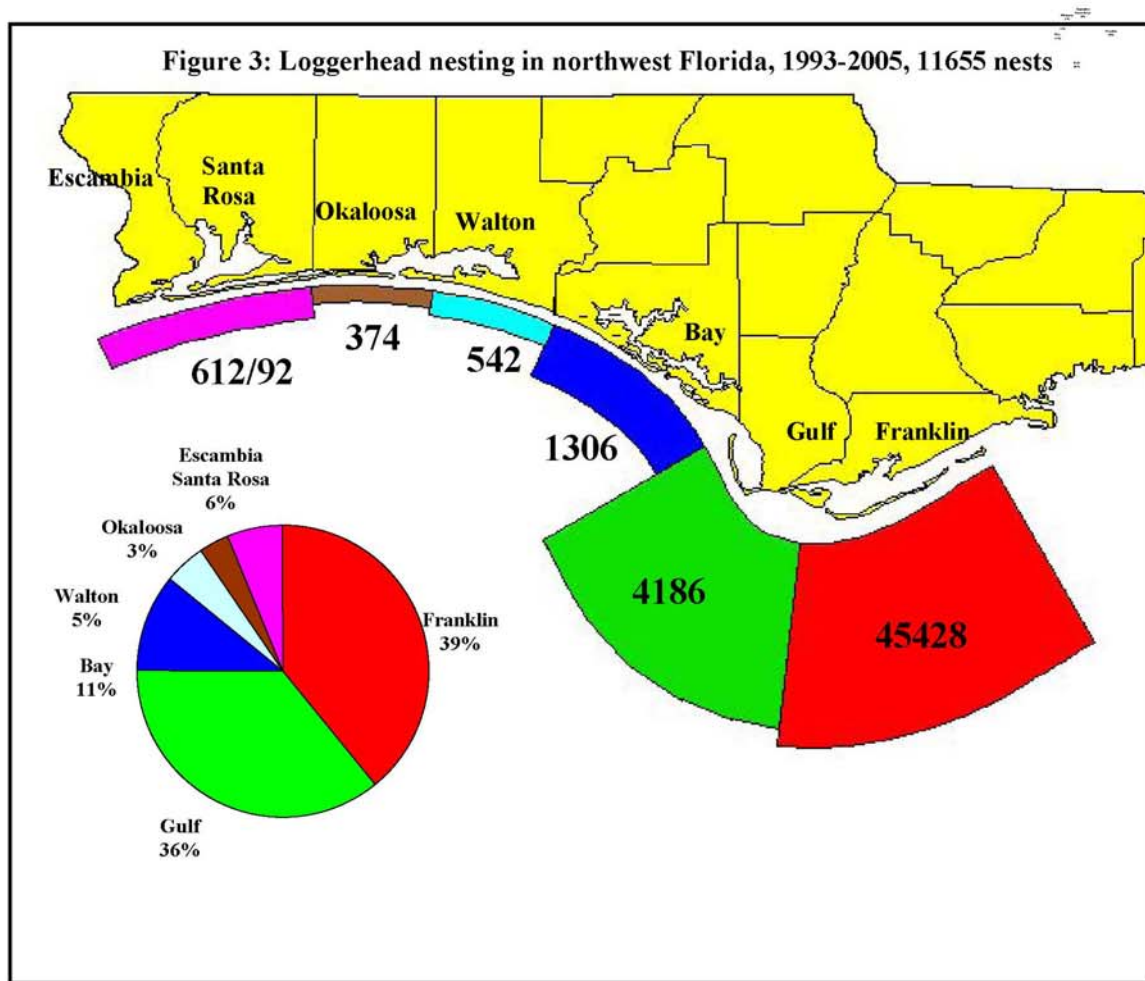 Figure 3: Loggerhead nesting in northwest Florida, 1993-2005, 11655 nests
Escambia
Santa
Rosa
Okaloosa
Walton
Bay
Gulf
Franklin
612/92
374
542
1306
4186
45428
Escambia
Santa Rosa
6%
Okaloosa
3%
Walton
5%
Bay
11%
Gulf
36%
Franklin
39%